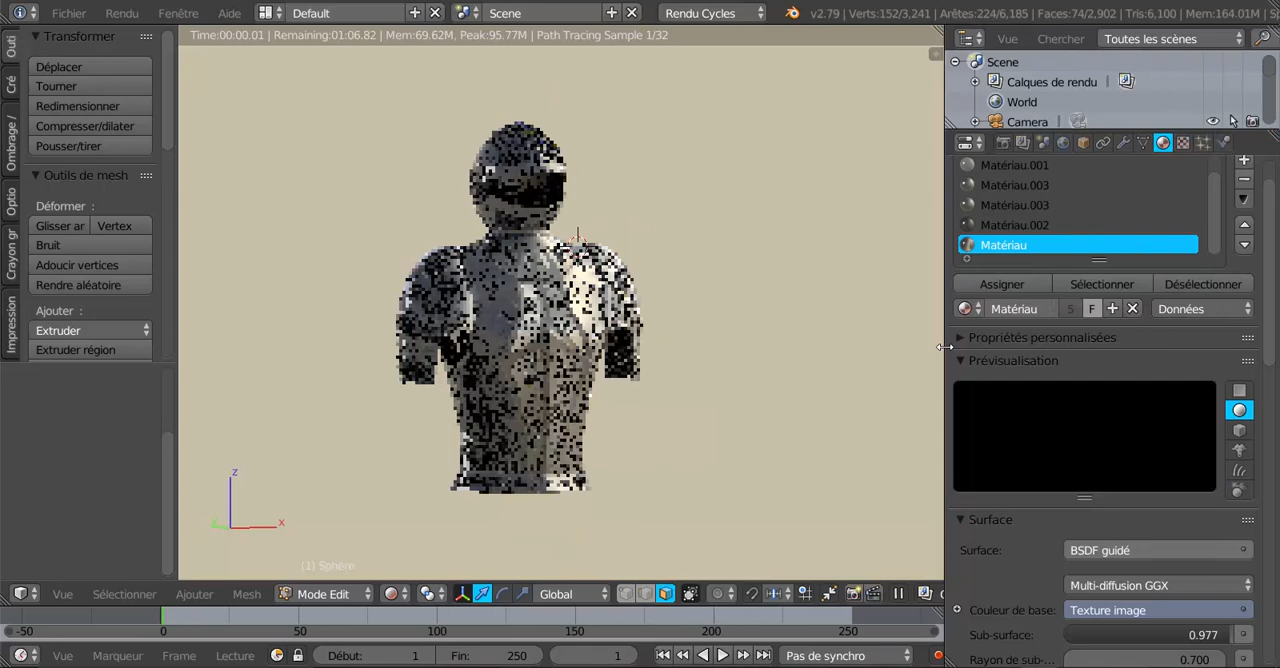 Fichier Rendu Fenêtre Aide Default Scene Rendu Cycles v2.79 | Verts:152/3,241 | Arêtes:224/6,185 | Faces:74/2,902 | Tris:6,100 | Mem:164.01M | S
Transformer
Déplacer
Tourner
Redimensionner
Compresser/dilater
Pousser/tirer
Outils de mesh
Déformer :
Glisser ar Vertex
Bruit
Adoucir vertices
Rendre aléatoire
Ajouter :
Extruder
Extruder région
Outi
Cré
Ombrage /
Optio
Crayon gr
Impression
Time:00:00.01 | Remaining:01:06.82 | Mem:69.62M, Peak:95.77M | Path Tracing Sample 1/32
z
x
y
(1) Sphère
Vue Sélectionner Ajouter Mesh Mode Edit Global
-50 0 50 100 150 200 250
Vue Marqueur Frame Lecture Début: 1 Fin: 250 1 Pas de synchro
Vue Chercher Toutes les scènes
Scene
Calques de rendu |
World
Camera |
Matériau.001
Matériau.003
Matériau.003
Matériau.002
Matériau
Assigner Sélectionner Désélectionner
Matériau 5 F Données
Propriétés personnalisées
Prévisualisation
Surface
Surface: BSDF guidé
Multi-diffusion GGX
Couleur de base: Texture image
Sub-surface: 0.977
Rayon de sub-... 0.700